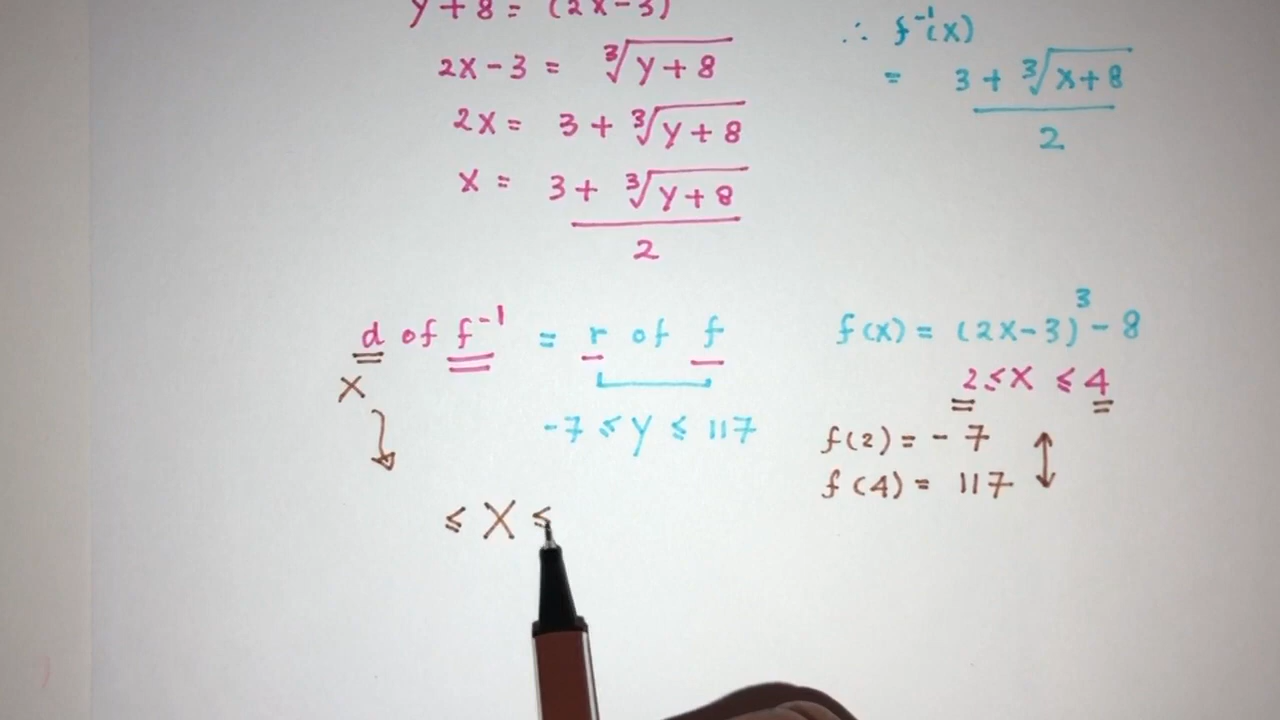 y + 8 = (2x - 3)
2x - 3 = ∛(y + 8)
2x = 3 + ∛(y + 8)
x = 3 + ∛(y + 8)
2
∴ f⁻¹(x)
= 3 + ∛(x + 8)
2
d of f⁻¹ = r of f
x
-7 ≤ y ≤ 117
≤ x ≤
f(x) = (2x - 3)³ - 8
2 ≤ x ≤ 4
f(2) = - 7
f(4) = 117